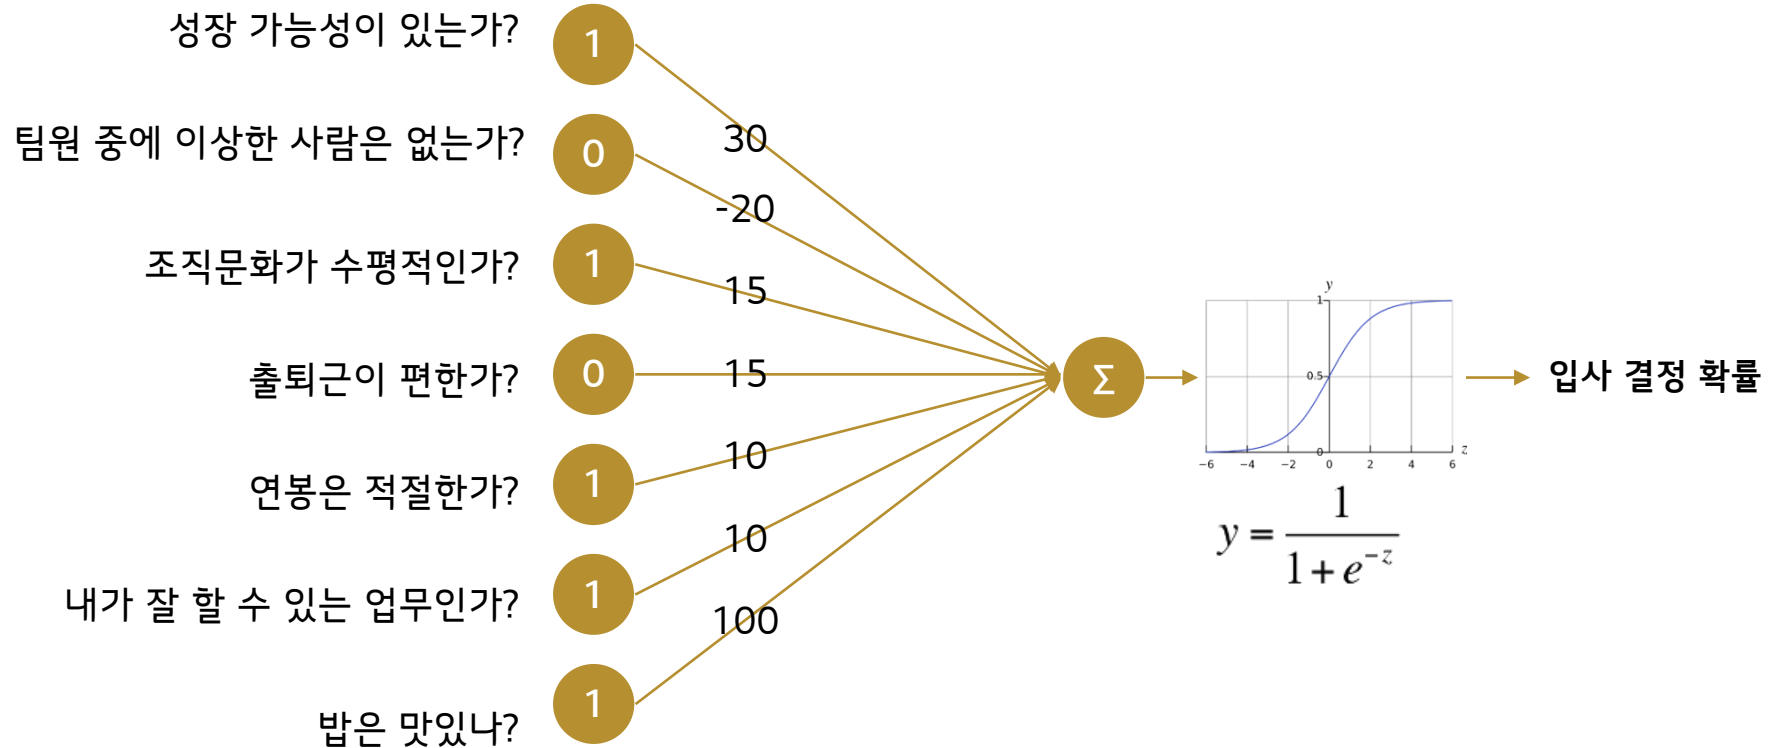 성장 가능성이 있는가?
1
팀원 중에 이상한 사람은 없는가?
0
조직문화가 수평적인가?
1
출퇴근이 편한가?
0
연봉은 적절한가?
1
내가 잘 할 수 있는 업무인가?
1
밥은 맛있나?
1
30
-20
15
15
10
10
100
Σ
y
1
0.5
0
−6 −4 −2 0 2 4 6
z
y = 1 / (1 + e^{−z})
입사 결정 확률